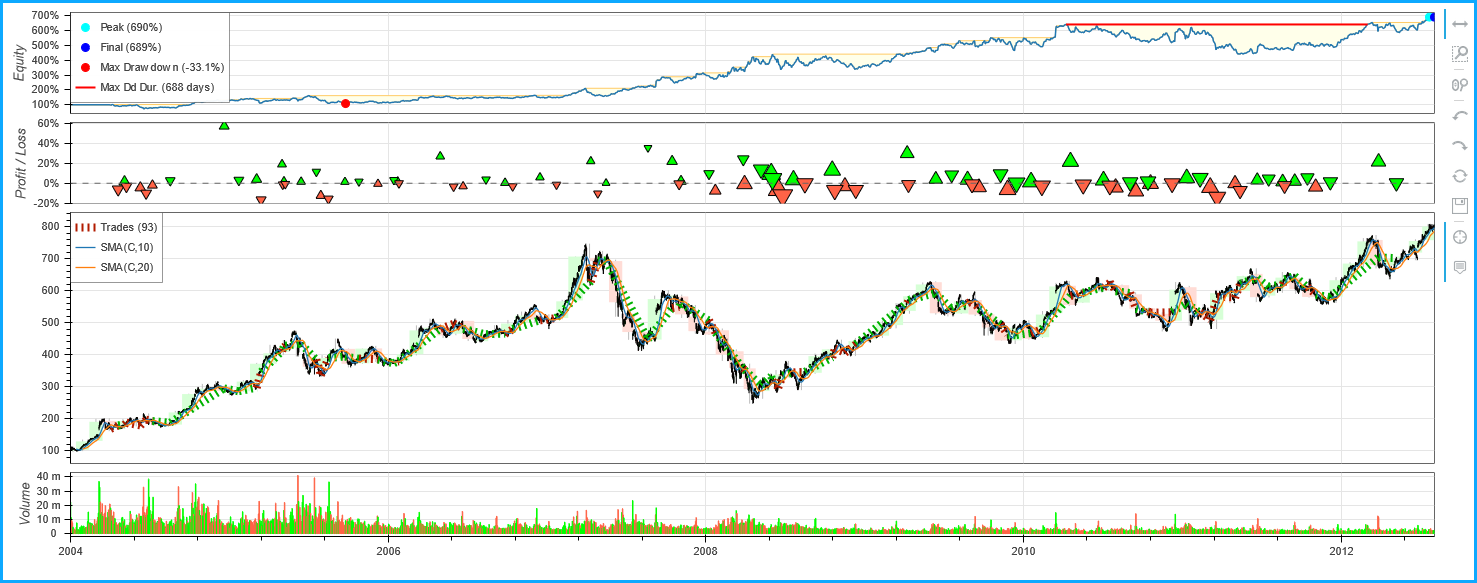 700%
600%
500%
400%
300%
200%
100%
Equity
Peak (690%)
Final (689%)
Max Drawdown (-33.1%)
Max Dd Dur. (688 days)
60%
40%
20%
0%
-20%
Profit / Loss
800
700
600
500
400
300
200
100
Trades (93)
SMA(C,10)
SMA(C,20)
40 m
30 m
20 m
10 m
0
Volume
2004 2006 2008 2010 2012